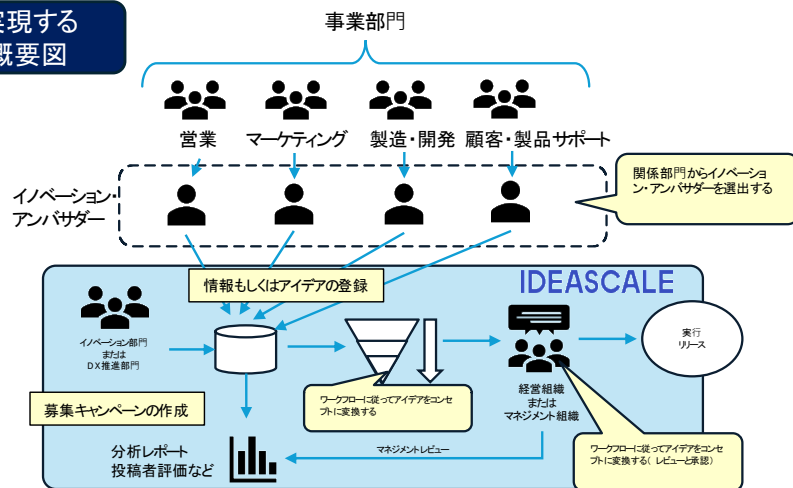 実現する
概要図
事業部門
営業
マーケティング
製造・開発
顧客・製品サポート
イノベーション・
アンバサダー
関係部門からイノベーショ
ン・アンバサダーを選出する
情報もしくはアイデアの登録
IDEASCALE
イノベーション部門
または
DX推進部門
実行
リリース
募集キャンペーンの作成
ワークフローに従ってアイデアをコンセ
プトに変換する
経営組織
または
マネジメント組織
分析レポート
投稿者評価など
マネジメントレビュー
ワークフローに従ってアイデアをコンセ
プトに変換する(レビューと承認)